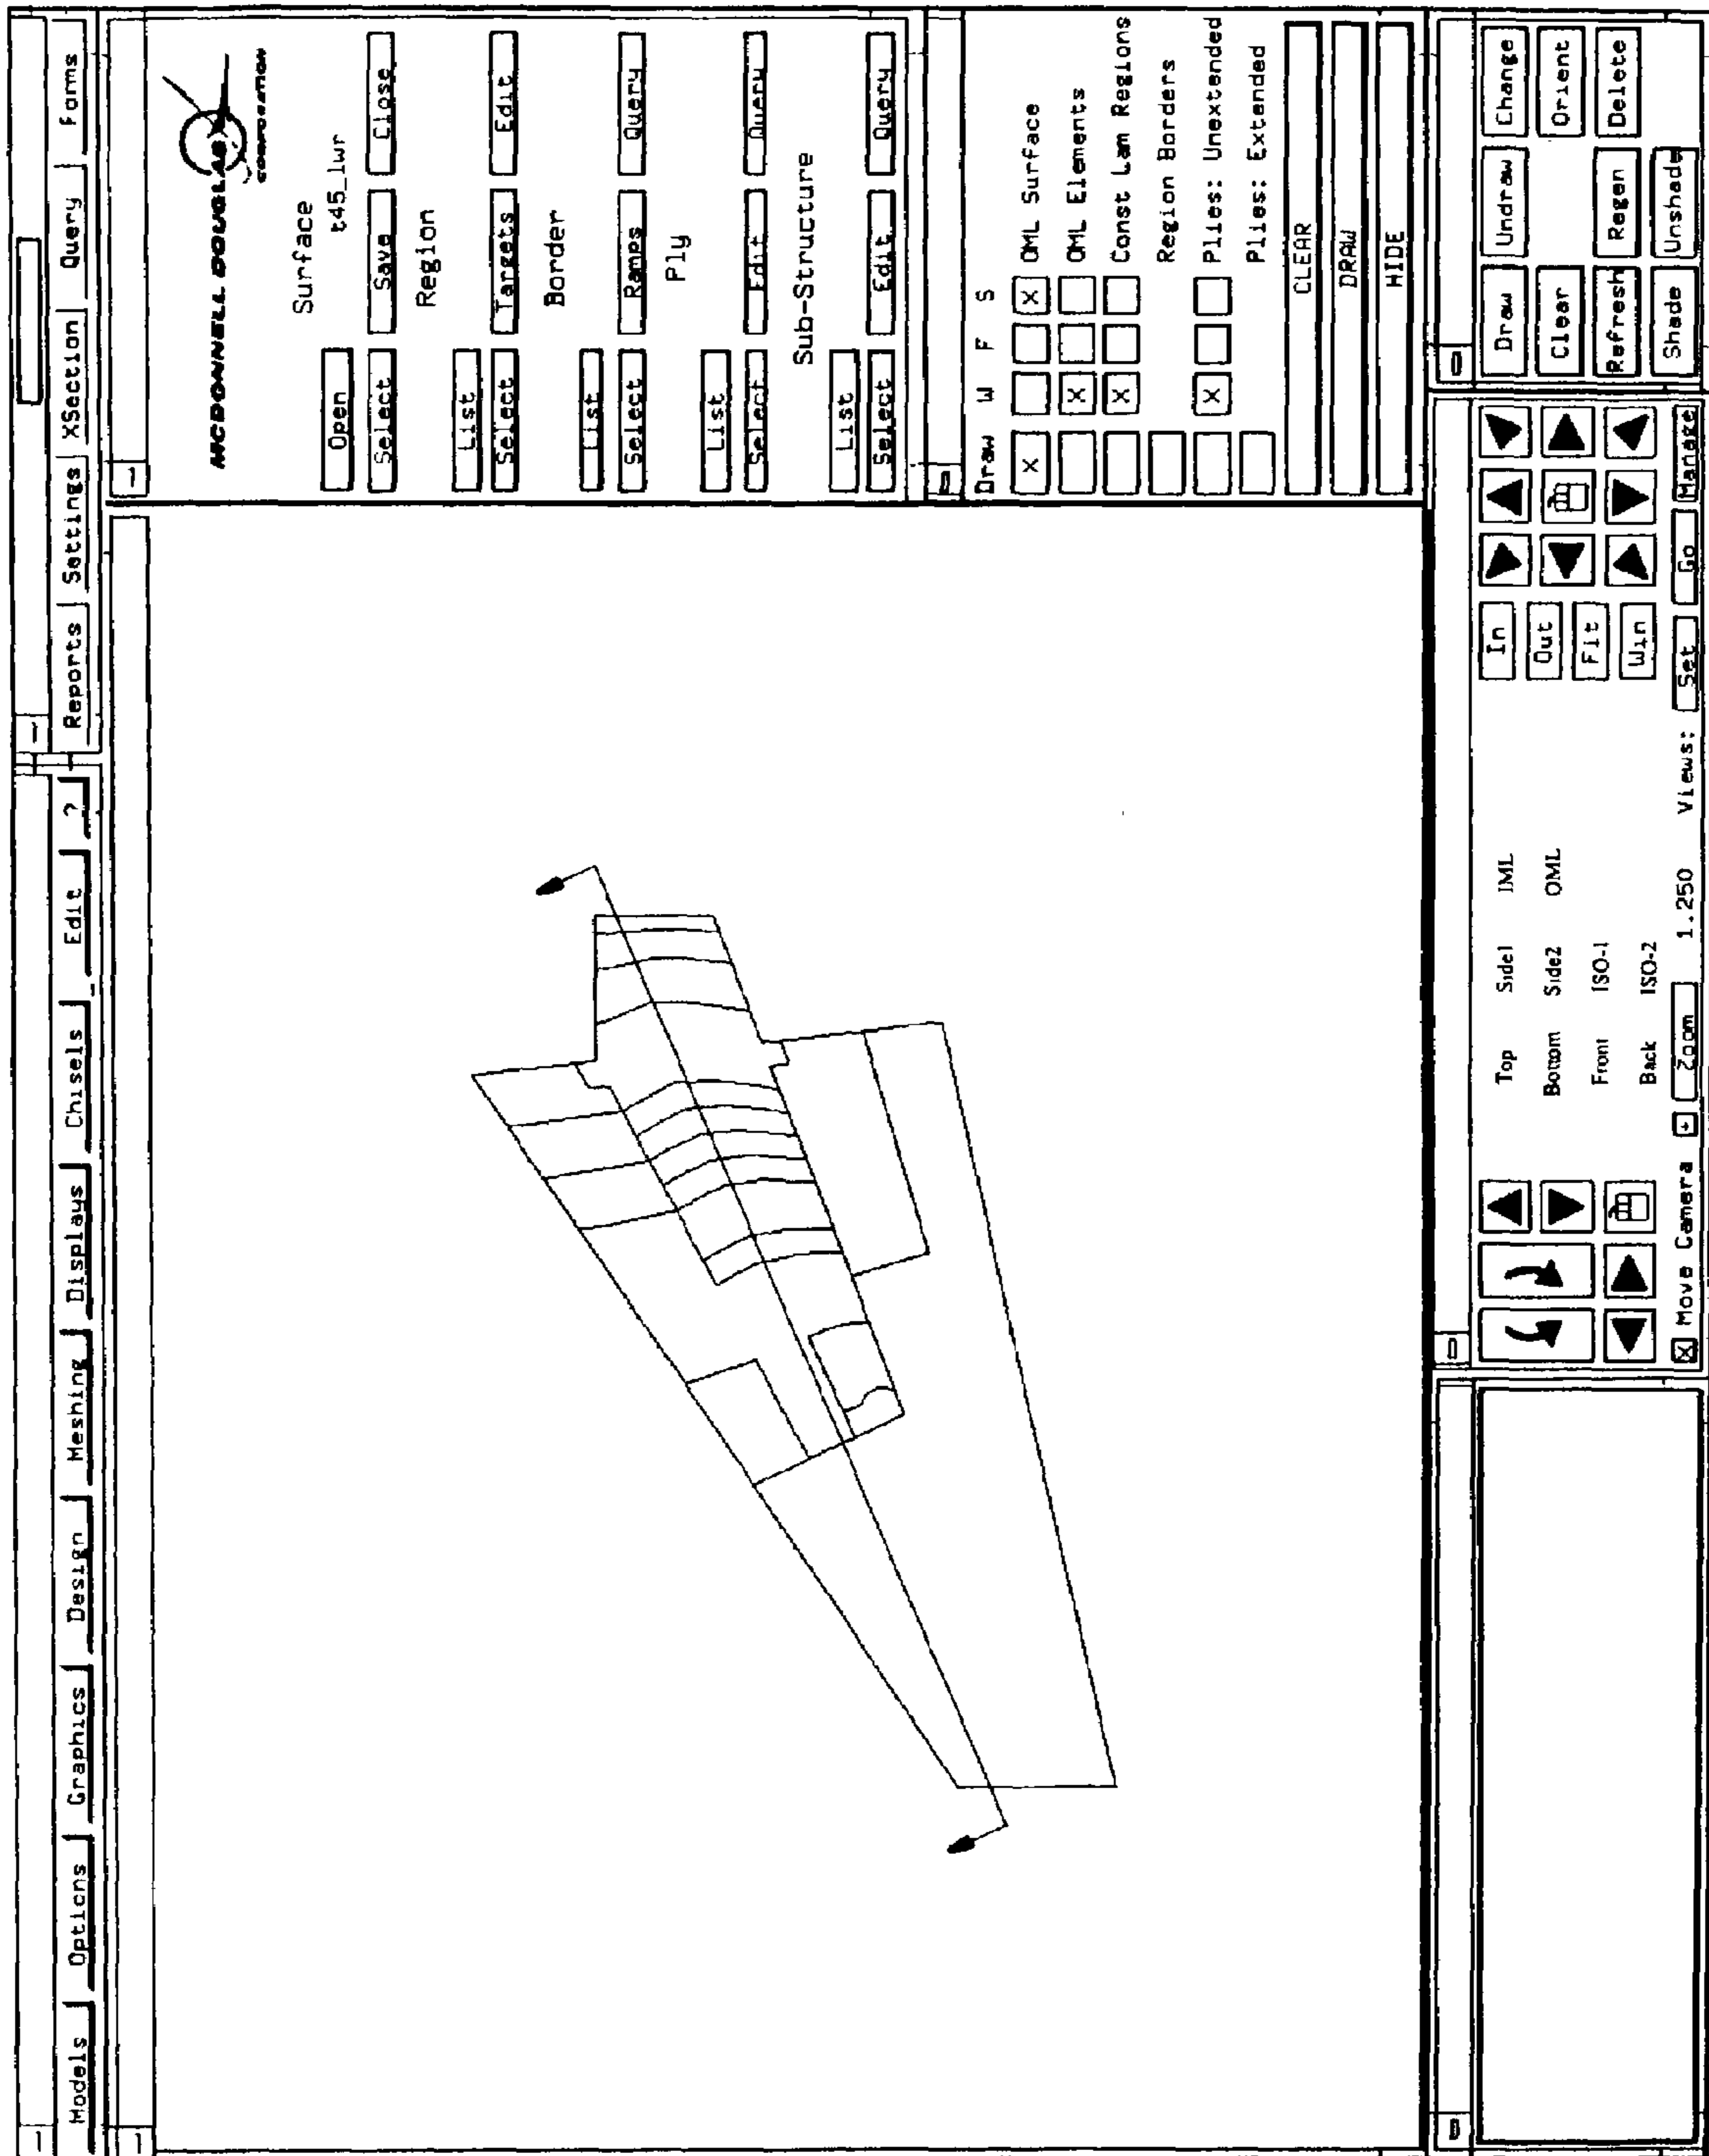 Models Options Graphics Design Meshing Displays Chisels Edit ?
Reports Settings XSection Query Forms
MCDONNELL DOUGLAS
CORPORATION
Surface
Open t45_lwr
Select Save Close
Region
List
Select Targets Edit
Border
List
Select Ramps Query
Ply
List
Select Edit Query
Sub-Structure
List
Select Edit Query
Draw W F S
X X OML Surface
X OML Elements
X Const Lam Regions
Region Borders
X Plies: Unextended
Plies: Extended
CLEAR
DRAW
HIDE
Top Side1 IML
Bottom Side2 OML
Front ISO-1
Back ISO-2
In
Out
Fit
Win
X Move Camera + Zoom 1.250 Views: Set Go Manage
Draw Undraw Change
Clear Orient
Refresh Regen Delete
Shade Unshade